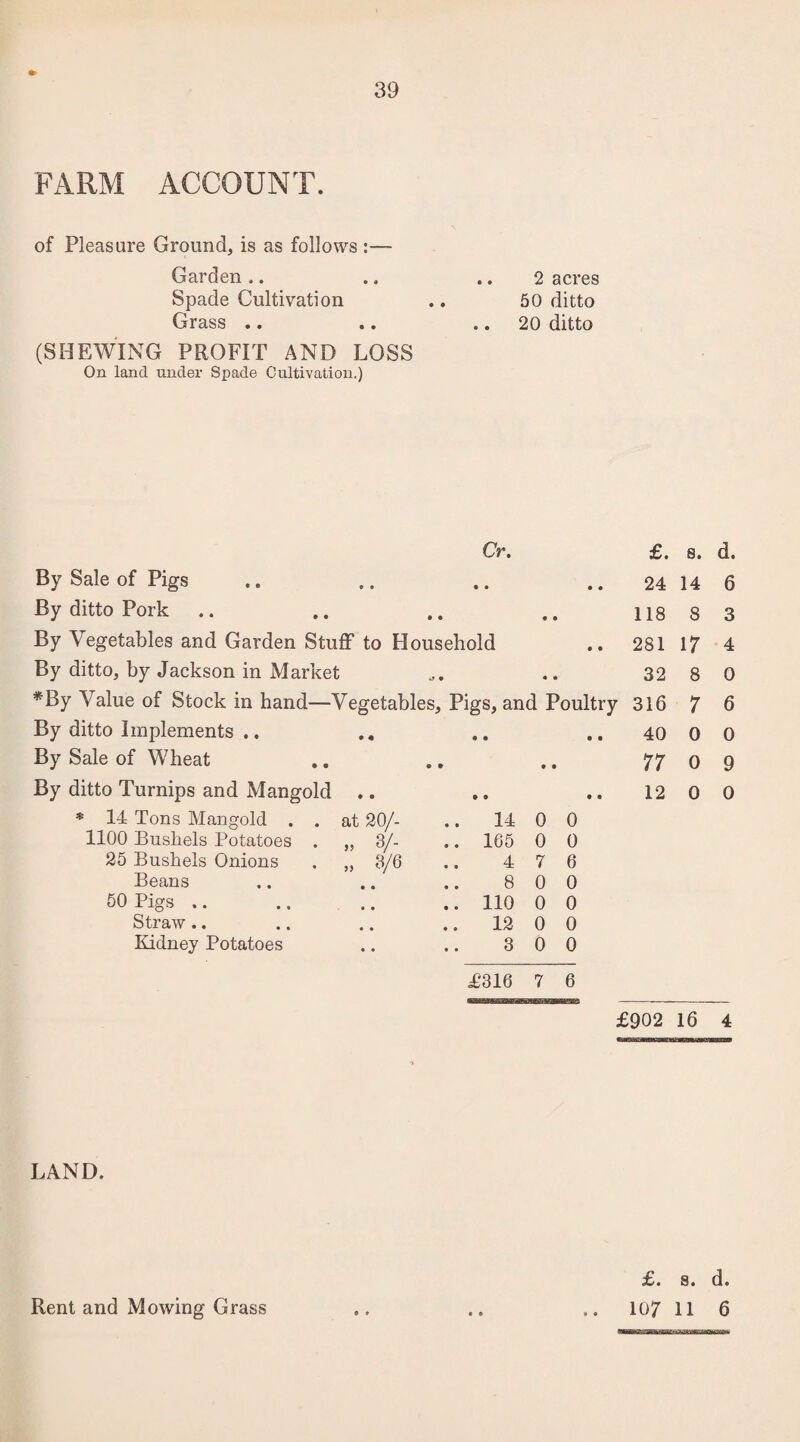 39
FARM ACCOUNT.
of Pleasure Ground, is as follows :—
Garden .. .. .. 2 acres
Spade Cultivation .. 50 ditto
Grass .. .. .. 20 ditto
(SHEWING PROFIT AND LOSS
On land under Spade Cultivation.)
Cr. £. s. d.
By Sale of Pigs .. .. .. .. 24 14 6
By ditto Pork .. .. .. .. 118 8 3
By Vegetables and Garden Stuff to Household .. 281 17 4
By ditto, by Jackson in Market .. .. 32 8 0
*By Value of Stock in hand—Vegetables, Pigs, and Poultry 316 7 6
By ditto Implements .. .. .. .. 40 0 0
By Sale of Wheat .. .. .. 77 0 9
By ditto Turnips and Mangold .. .. .. 12 0 0
* 14 Tons Mangold . . at 20/- .. 14 0 0
1100 Bushels Potatoes . „ 3/- .. 165 0 0
25 Bushels Onions . „ 3/6 .. 4 7 6
Beans .. .. .. 8 0 0
50 Pigs .. .. .. .. 110 0 0
Straw .. .. .. .. 12 0 0
Kidney Potatoes .. .. 3 0 0
£316 7 6
£902 16 4
LAND.
£. s. d.
Rent and Mowing Grass .. .. .. 107 11 6